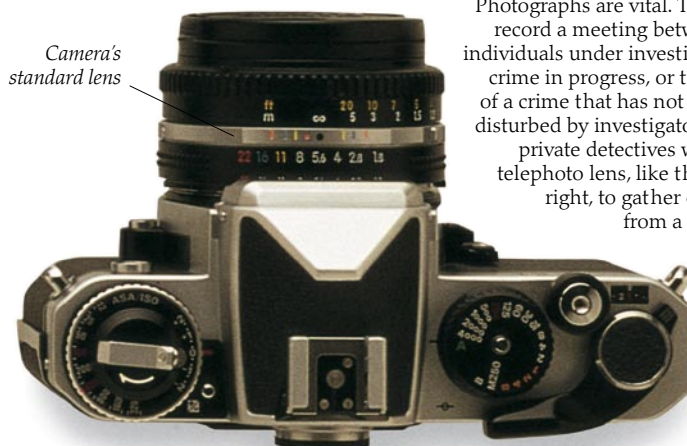 Camera's
standard lens
Photographs are vital. T
record a meeting betw
individuals under investi
crime in progress, or t
of a crime that has not
disturbed by investigato
private detectives w
telephoto lens, like th
right, to gather
from a
ft 20 10 7 5
m ∞ 5 3 2 1.5
22 16 11 8 5.6 4 2.8 1.8
ASA/ISO
125
M250
B